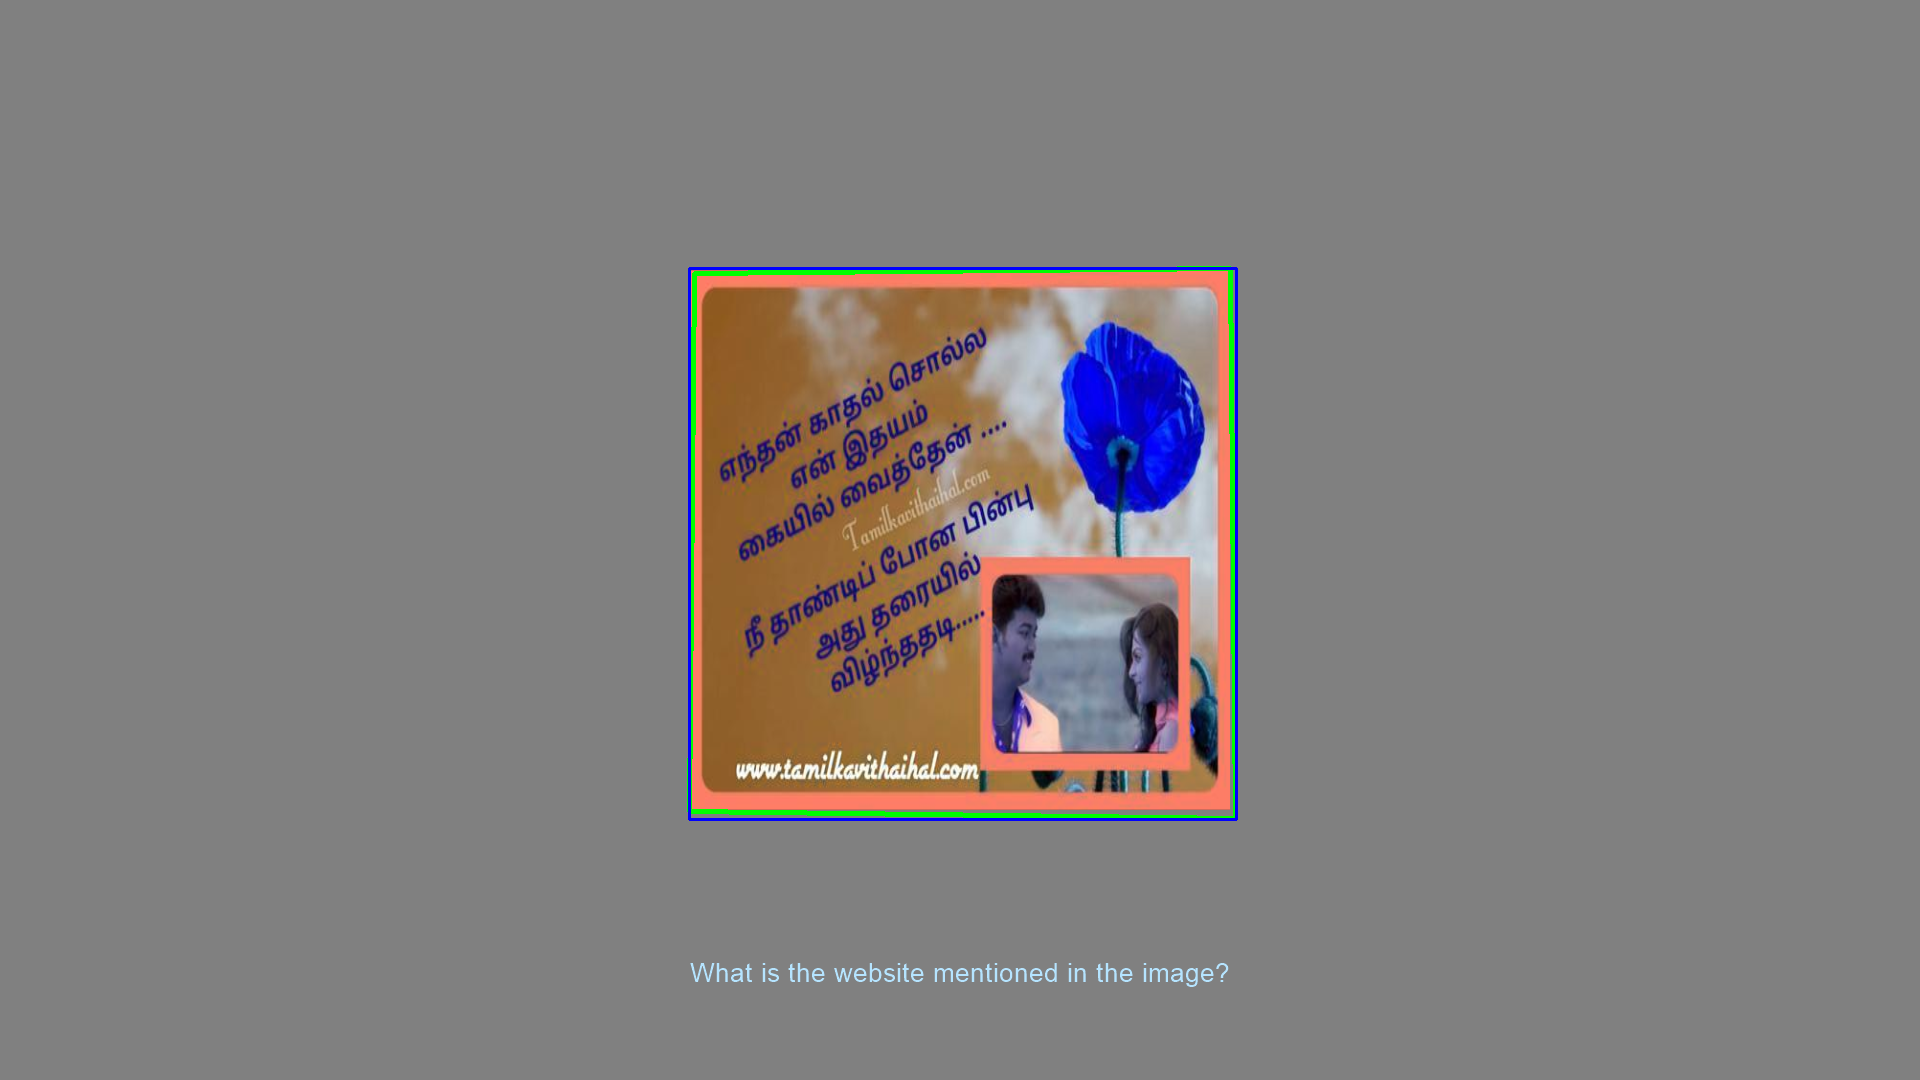 எந்தன் காதல் சொல்ல
என் இதயம்
கையில் வைத்தேன் ....
Tamilkavithaihal.com
நீ தாண்டிப் போன பின்பு
அது தரையில்
விழ்ந்ததடி.....
www.tamilkavithaihal.com
What is the website mentioned in the image?